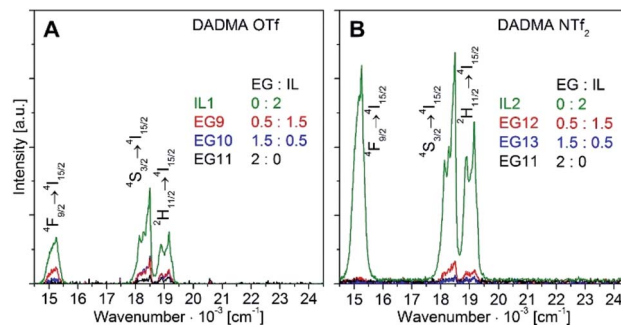 A
DADMA OTf
EG : IL
IL1 0 : 2
EG9 0.5 : 1.5
EG10 1.5 : 0.5
EG11 2 : 0
⁴F₉/₂→⁴I₁₅/₂
⁴S₃/₂→⁴I₁₅/₂
²H₁₁/₂→⁴I₁₅/₂
Intensity [a.u.]
15 16 17 18 19 20 21 22 23 24
Wavenumber · 10⁻³ [cm⁻¹]
B
DADMA NTf₂
EG : IL
IL2 0 : 2
EG12 0.5 : 1.5
EG13 1.5 : 0.5
EG11 2 : 0
⁴F₉/₂→⁴I₁₅/₂
⁴S₃/₂→⁴I₁₅/₂
²H₁₁/₂→⁴I₁₅/₂
15 16 17 18 19 20 21 22 23 24
Wavenumber · 10⁻³ [cm⁻¹]